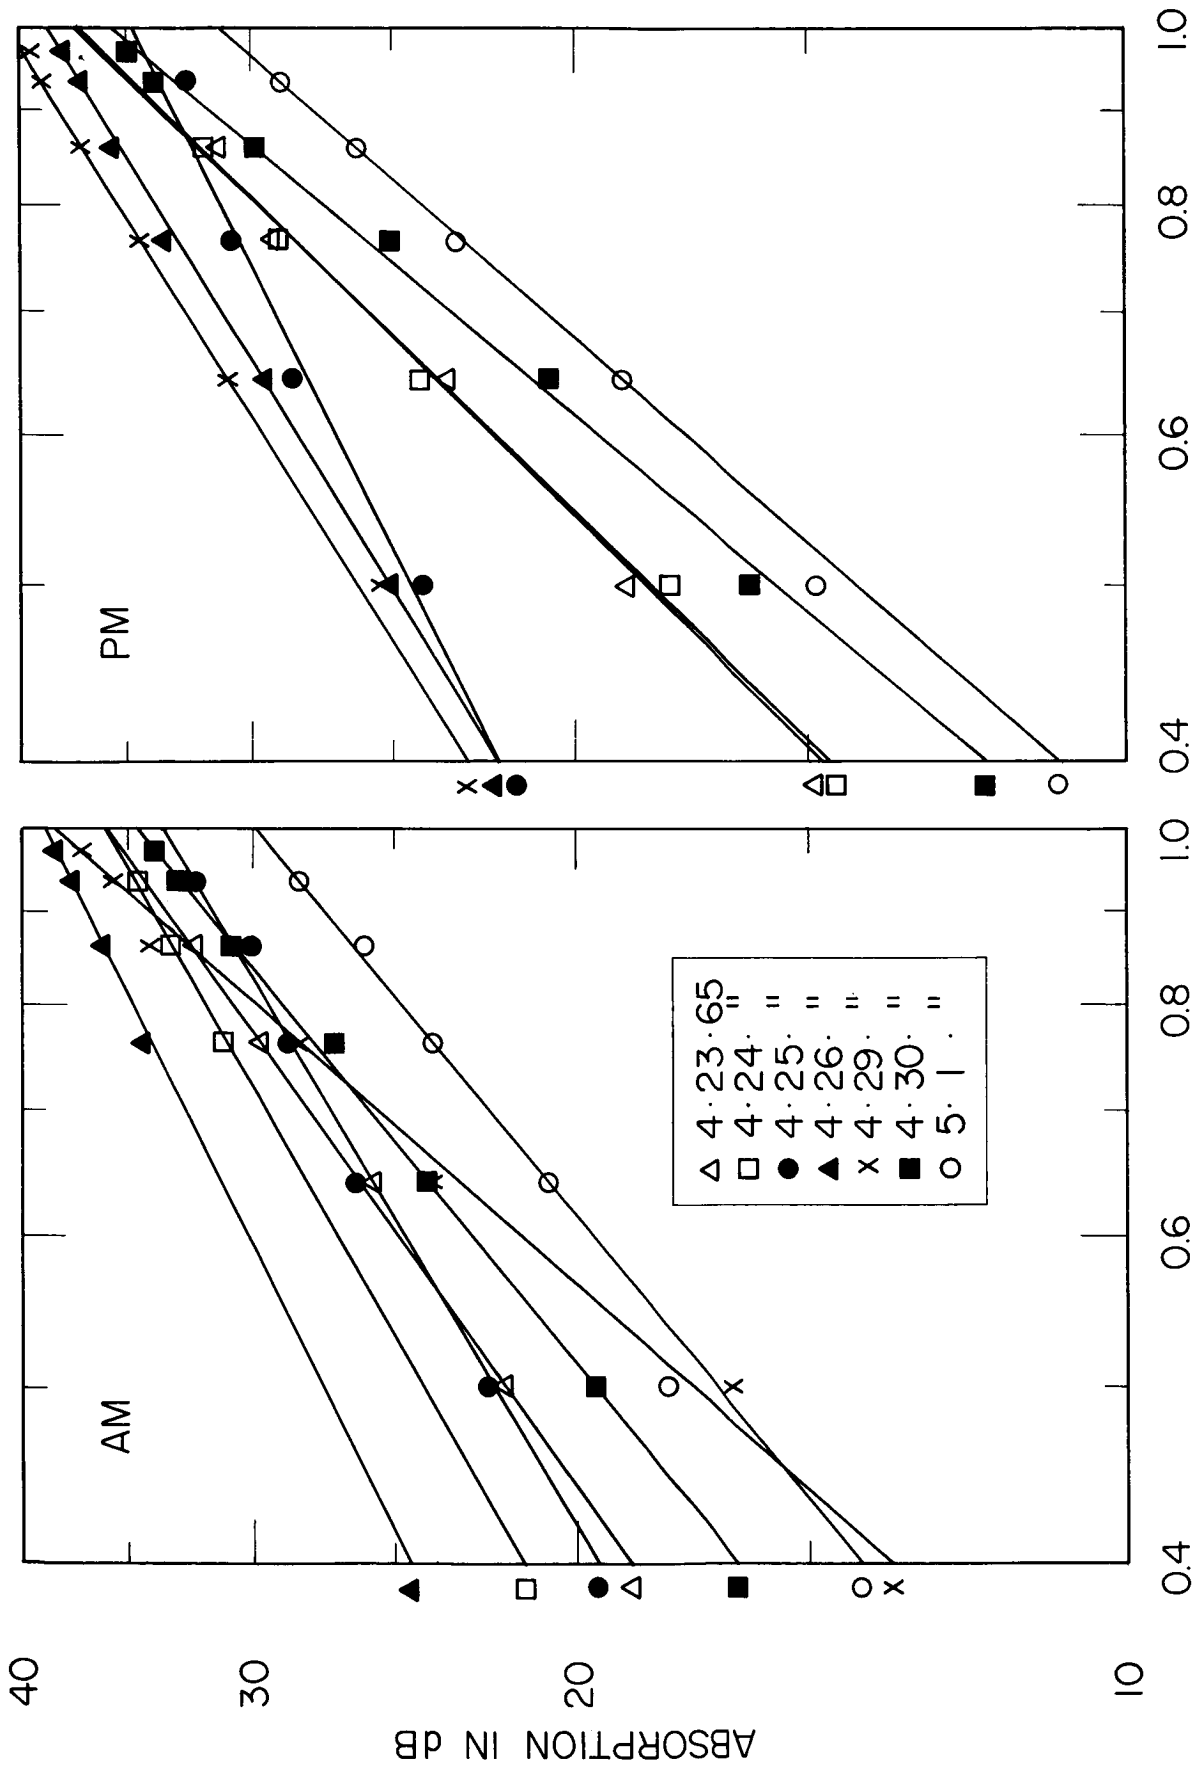 AM
PM
ABSORPTION IN dB
40
30
20
10
△ 4·23·65
□ 4·24· "
● 4·25· "
▲ 4·26· "
x 4·29· "
■ 4·30· "
○ 5·1· "
0.4 0.6 0.8 1.0
0.4 0.6 0.8 1.0